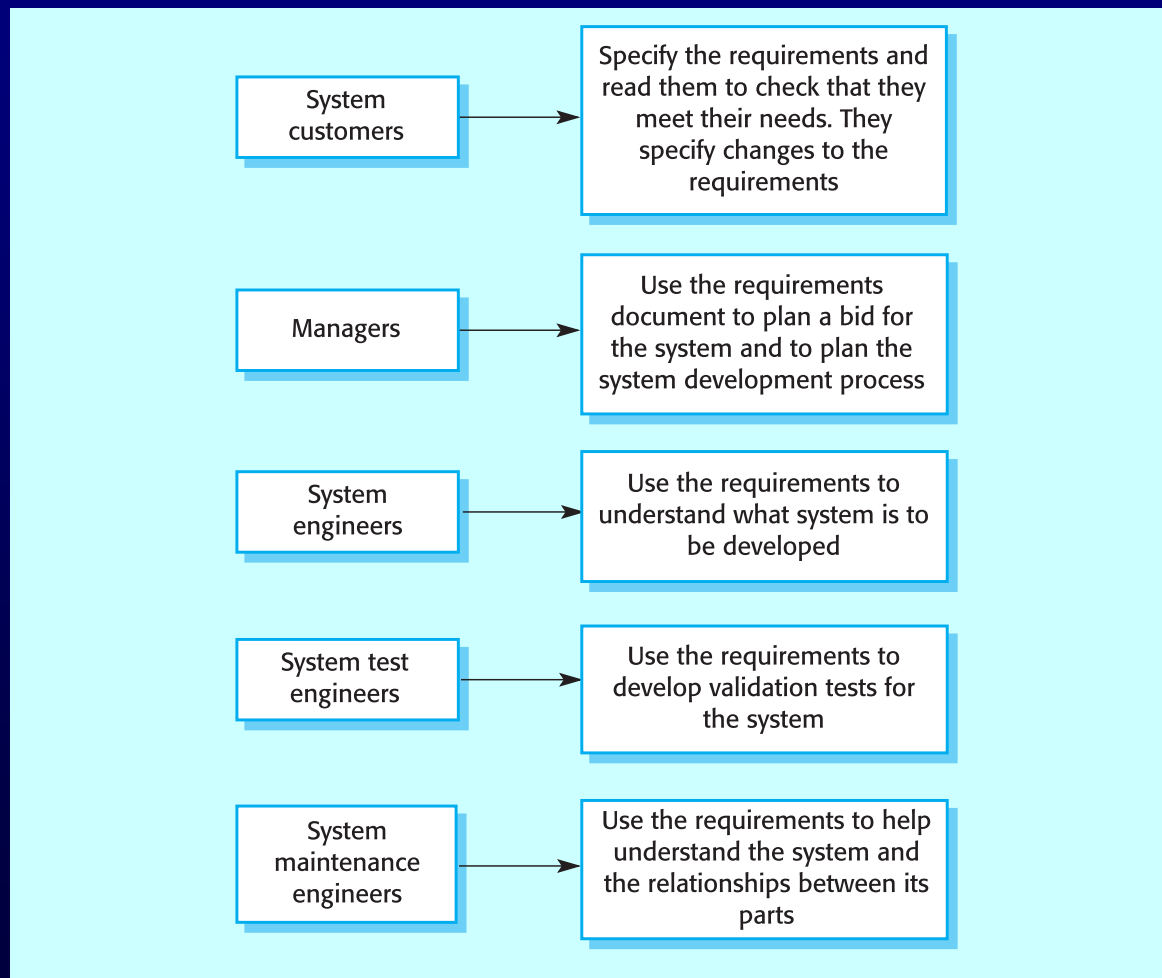 System
customers
Specify the requirements and
read them to check that they
meet their needs. They
specify changes to the
requirements
Managers
Use the requirements
document to plan a bid for
the system and to plan the
system development process
System
engineers
Use the requirements to
understand what system is to
be developed
System test
engineers
Use the requirements to
develop validation tests for
the system
System
maintenance
engineers
Use the requirements to help
understand the system and
the relationships between its
parts